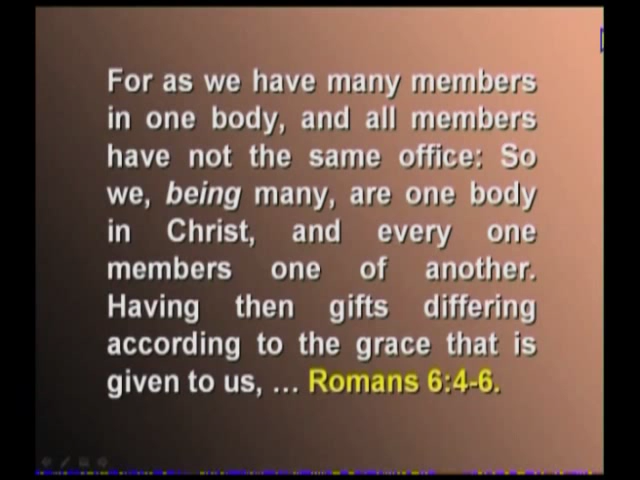 For as we have many members
in one body, and all members
have not the same office: So
we, being many, are one body
in Christ, and every one
members one of another.
Having then gifts differing
according to the grace that is
given to us, ... Romans 6:4-6.